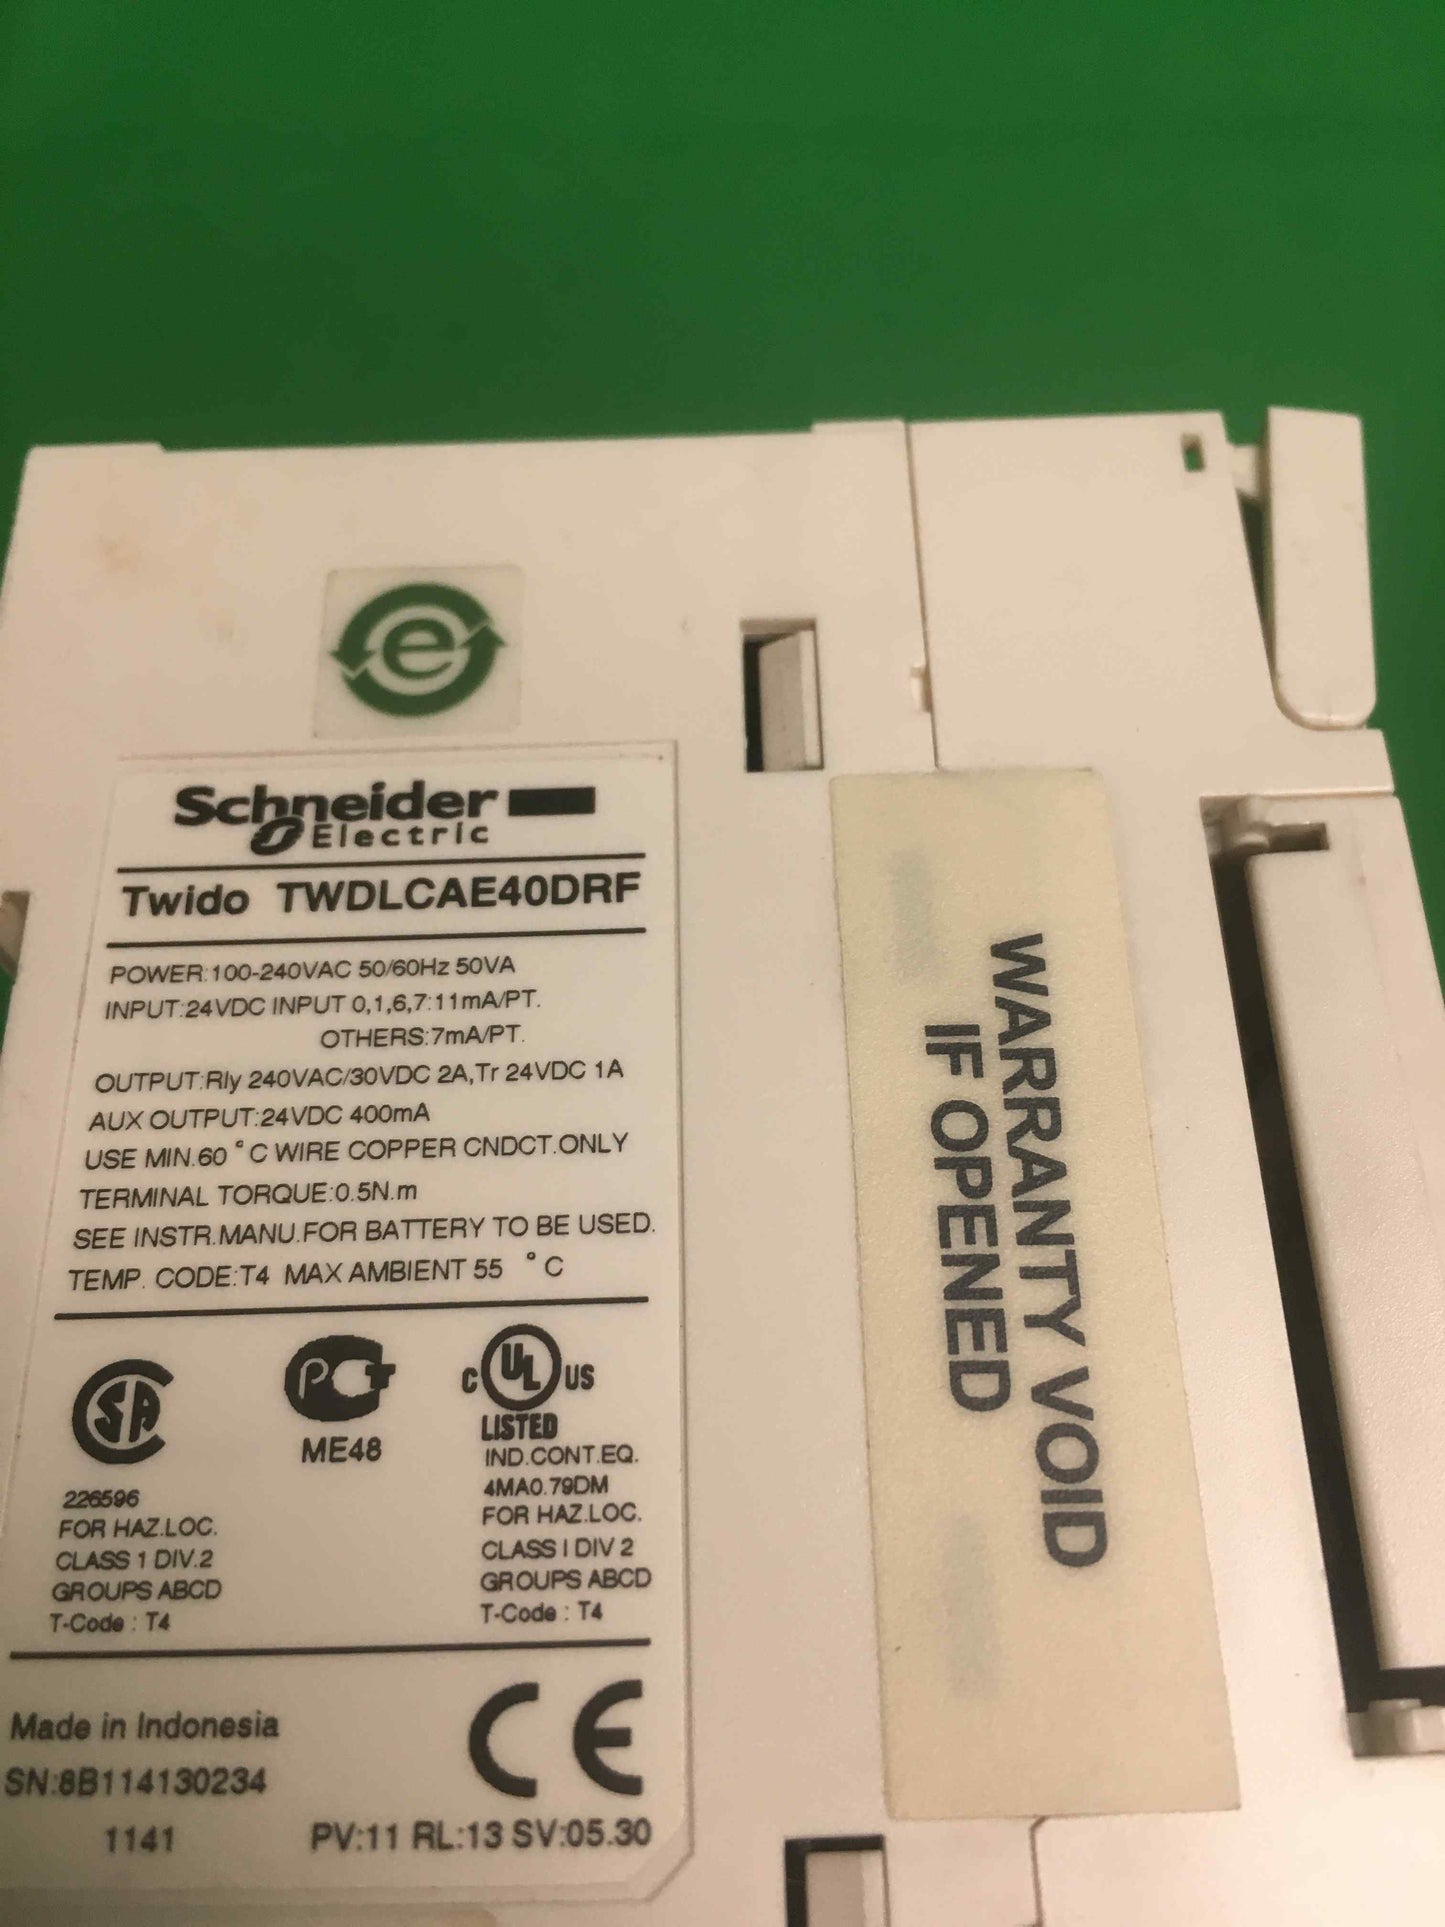 e
Schneider
Electric
Twido TWDLCAE40DRF
POWER:100-240VAC 50/60Hz 50VA
INPUT:24VDC INPUT 0,1,6,7:11mA/PT.
OTHERS:7mA/PT.
OUTPUT:Rly 240VAC/30VDC 2A,Tr 24VDC 1A
AUX OUTPUT:24VDC 400mA
USE MIN.60 °C WIRE COPPER CNDCT.ONLY
TERMINAL TORQUE:0.5N.m
SEE INSTR.MANU.FOR BATTERY TO BE USED.
TEMP. CODE:T4 MAX AMBIENT 55 °C
SA
226596
FOR HAZ.LOC.
CLASS 1 DIV.2
GROUPS ABCD
T-Code : T4
PCT
ME48
C UL US
LISTED
IND.CONT.EQ.
4MA0.79DM
FOR HAZ.LOC.
CLASS I DIV 2
GROUPS ABCD
T-Code : T4
Made in Indonesia
SN:8B114130234
1141
CE
PV:11 RL:13 SV:05.30
WARRANTY VOID
IF OPENED